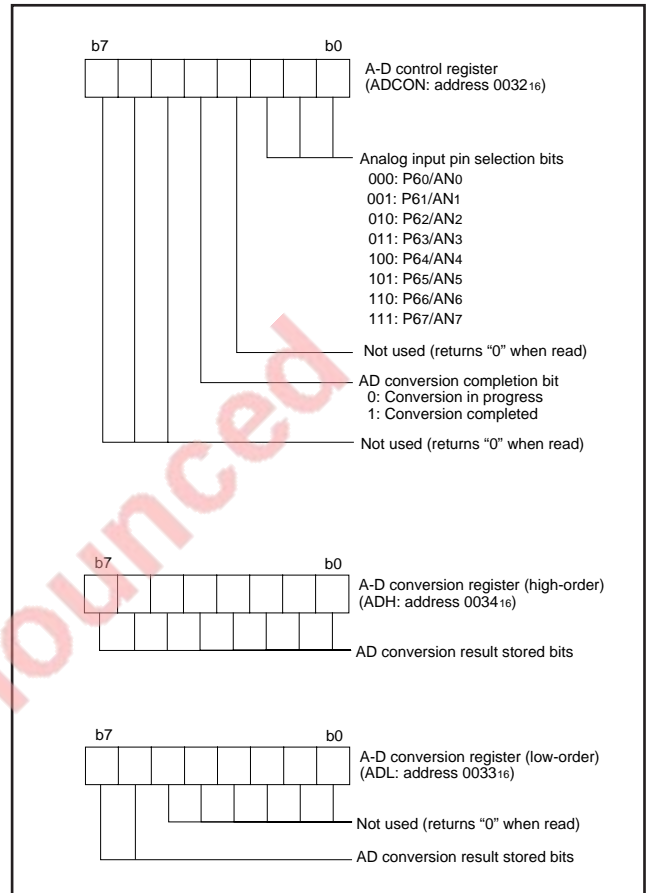 b7 b0
A-D control register
(ADCON: address 0032₁₆)
Analog input pin selection bits
000: P6₀/AN₀
001: P6₁/AN₁
010: P6₂/AN₂
011: P6₃/AN₃
100: P6₄/AN₄
101: P6₅/AN₅
110: P6₆/AN₆
111: P6₇/AN₇
Not used (returns “0” when read)
AD conversion completion bit
0: Conversion in progress
1: Conversion completed
Not used (returns “0” when read)
b7 b0
A-D conversion register (high-order)
(ADH: address 0034₁₆)
AD conversion result stored bits
b7 b0
A-D conversion register (low-order)
(ADL: address 0033₁₆)
Not used (returns “0” when read)
AD conversion result stored bits
ounced